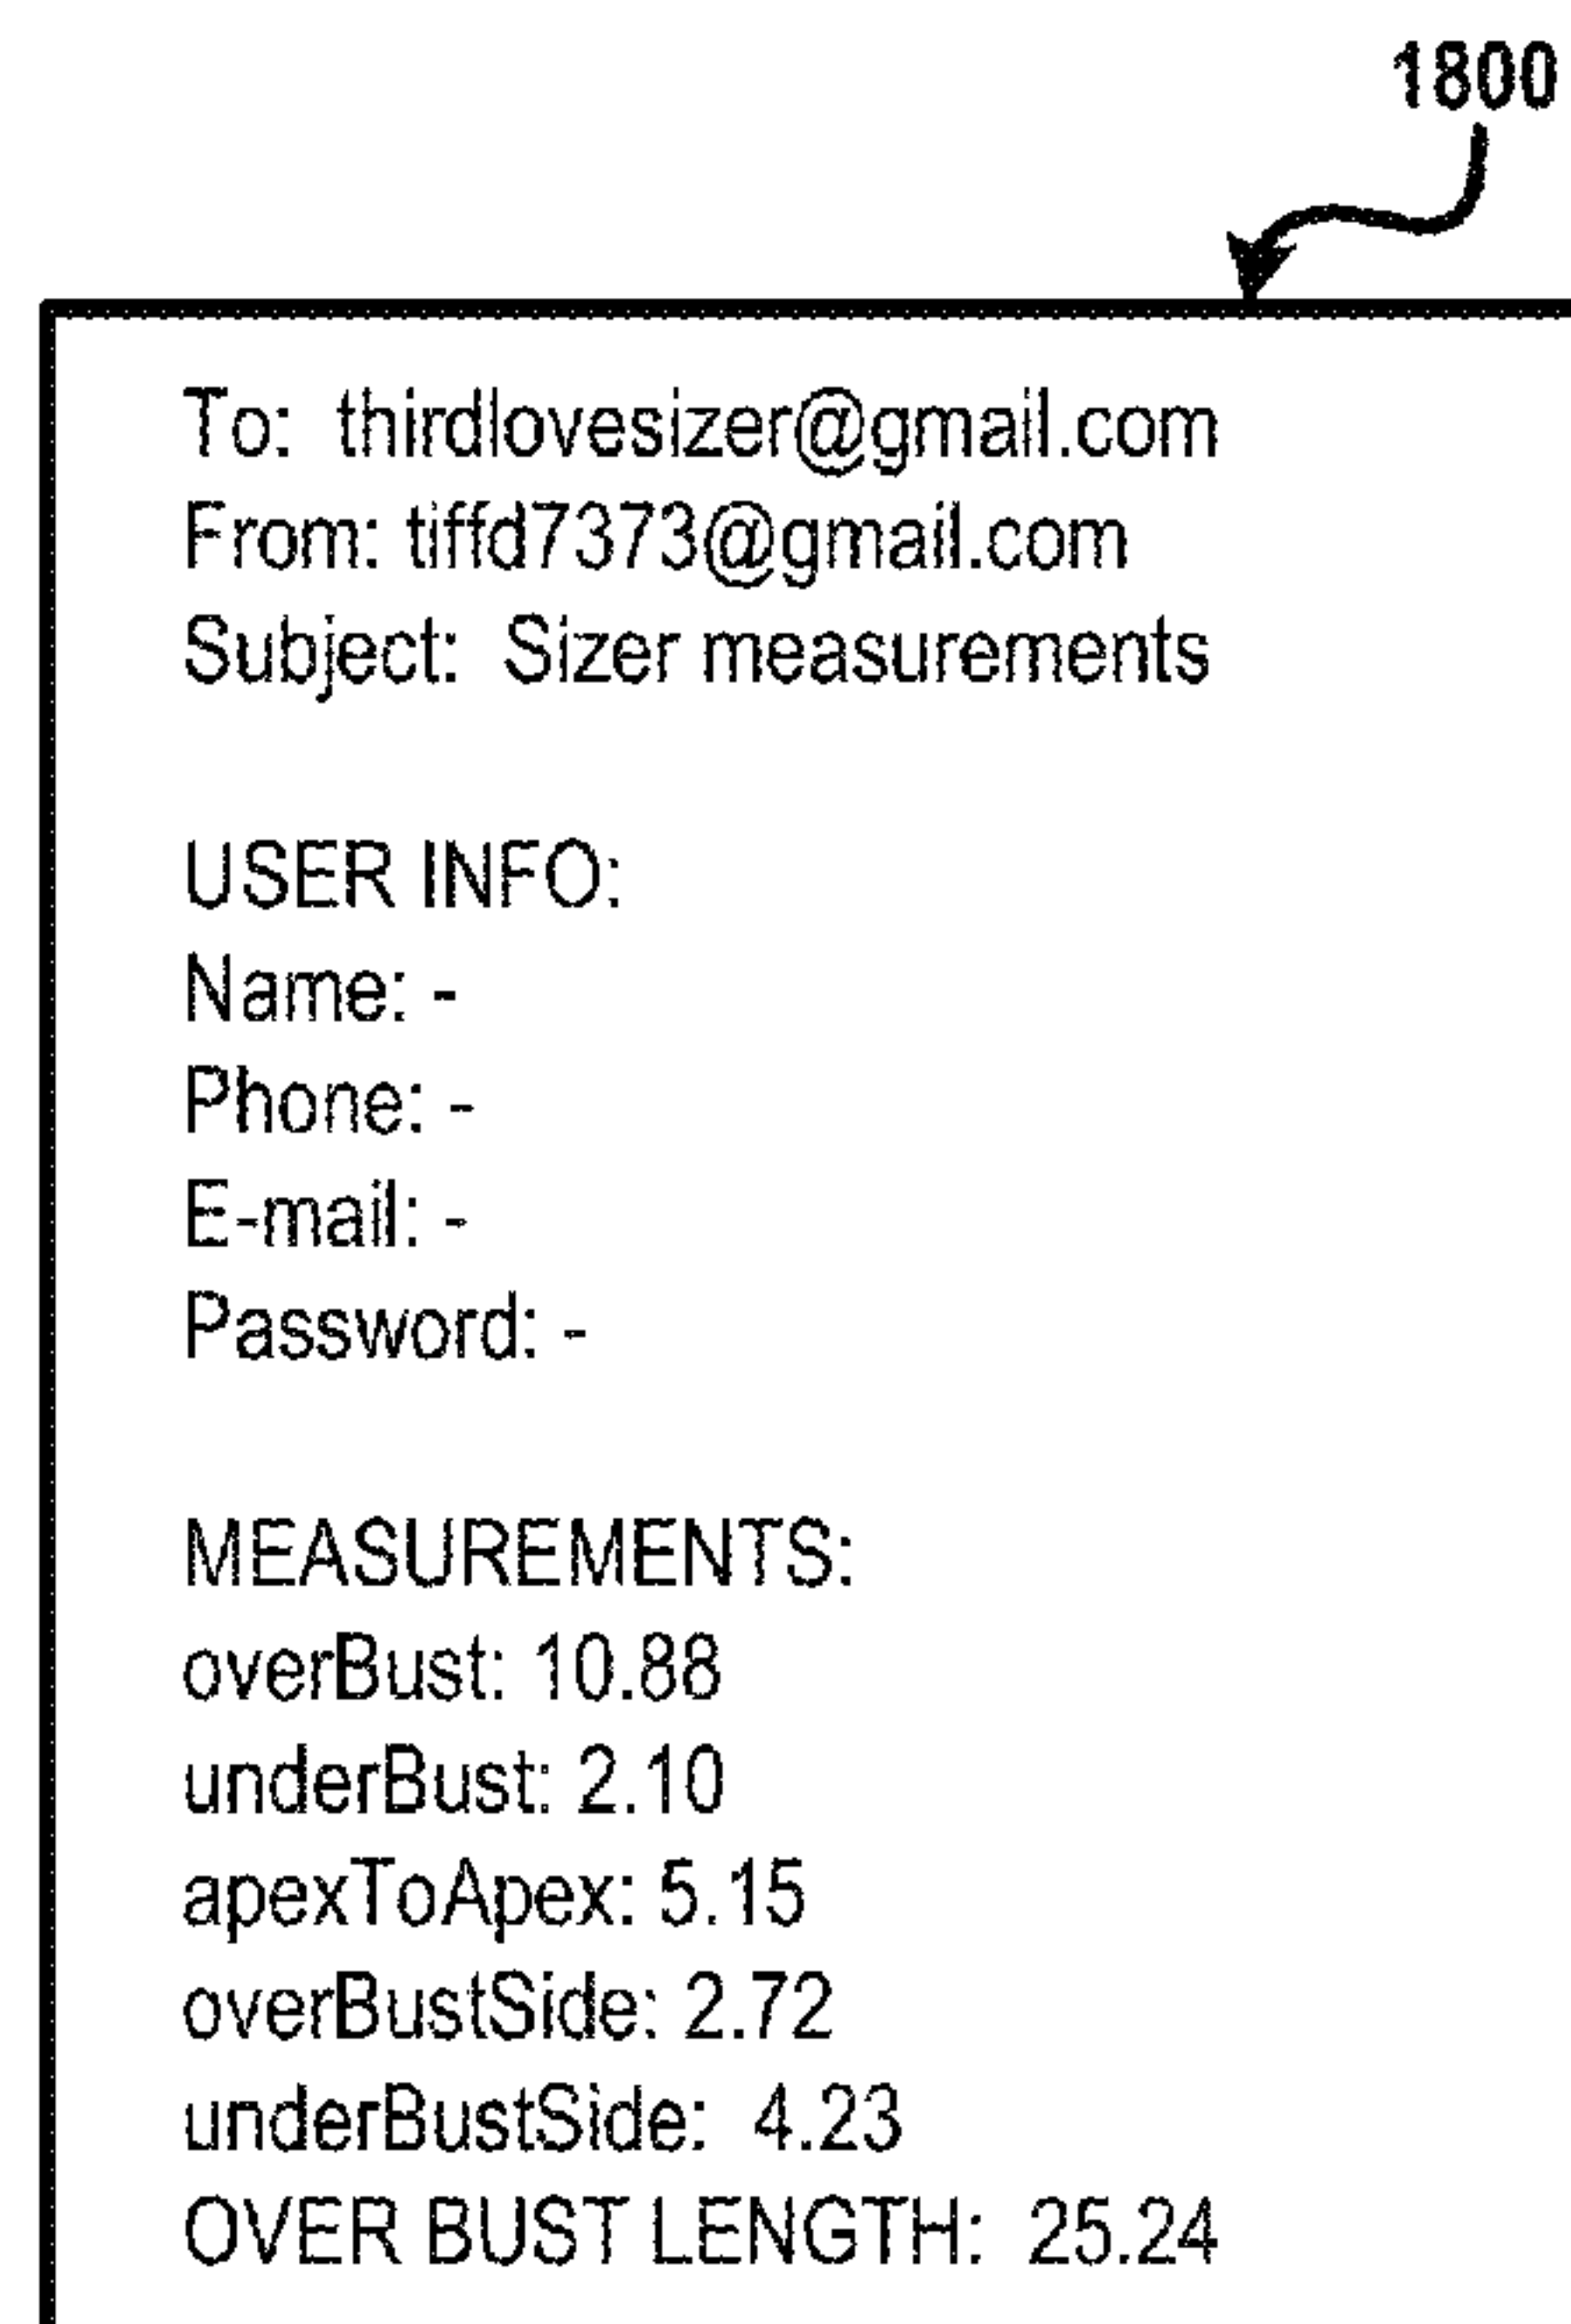 1800
To: thirdlovesizer@gmail.com
From: tiffd7373@gmail.com
Subject: Sizer measurements
USER INFO:
Name: -
Phone: -
E-mail: -
Password: -
MEASUREMENTS:
overBust: 10.88
underBust: 2.10
apexToApex: 5.15
overBustSide: 2.72
underBustSide: 4.23
OVER BUST LENGTH: 25.24